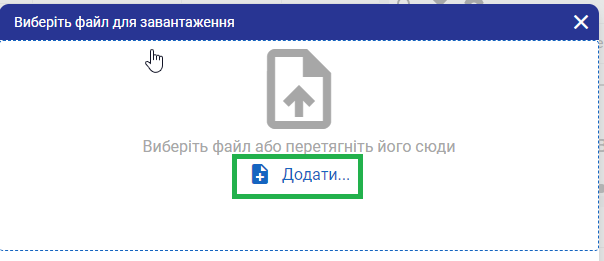 Виберіть файл для завантаження
Виберіть файл або перетягніть його сюди
Додати...